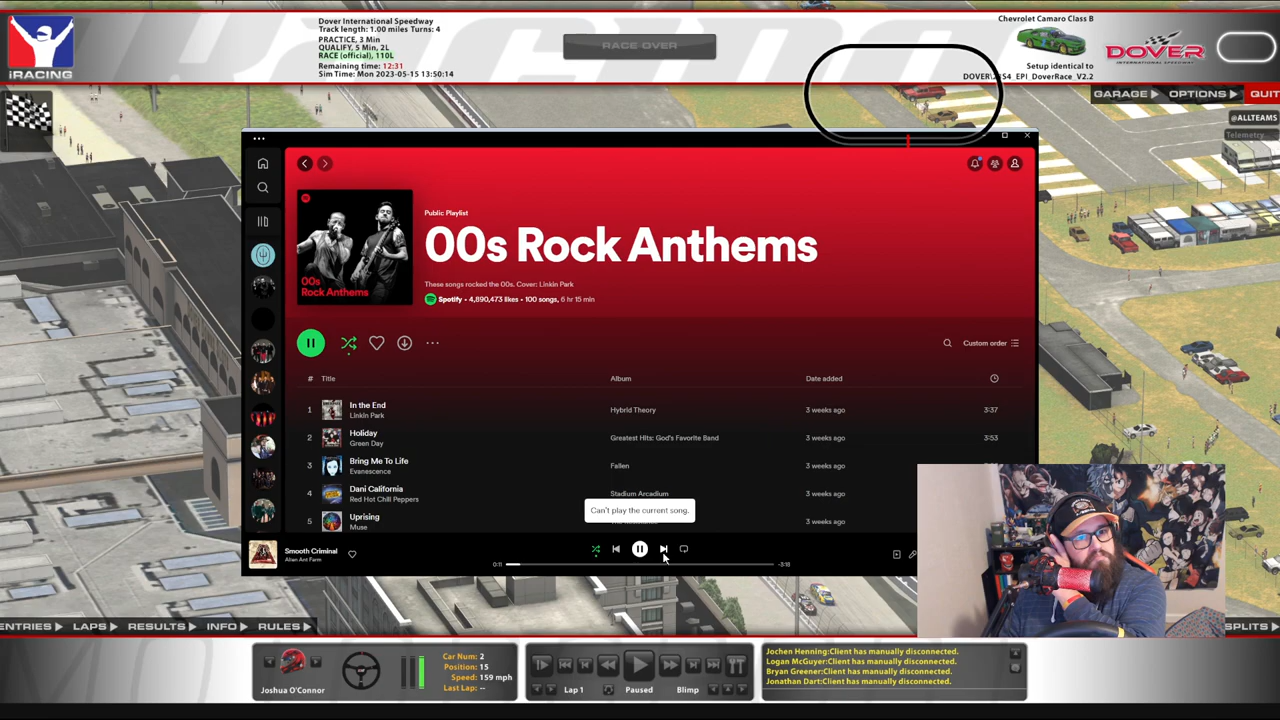 iRACING
Dover International Speedway
Track length: 1.00 miles Turns: 4
PRACTICE, 3 Min
QUALIFY, 5 Min, 2L
RACE (official), 110L
Remaining time: 12:31
Sim Time: Mon 2023-05-15 13:50:14
RACE OVER
Chevrolet Camaro Class B
DOVER
INTERNATIONAL SPEEDWAY
Setup identical to
GARAGE OPTIONS QUIT
@ALLTEAMS
Telemetry...
Public Playlist
00s Rock Anthems
00s
Rock Anthems
These songs rocked the 00s. Cover: Linkin Park
Spotify • 4,890,473 likes • 100 songs, 6 hr 15 min
Custom order
# Title Album Date added
1 In the End Hybrid Theory 3 weeks ago 3:37
Linkin Park
2 Holiday Greatest Hits: God's Favorite Band 3 weeks ago 3:53
Green Day
3 Bring Me To Life Fallen 3 weeks ago
Evanescence
4 Dani California Stadium Arcadium 3 weeks ago
Red Hot Chili Peppers
5 Uprising 3 weeks ago
Muse
Can't play the current song.
Smooth Criminal
Alien Ant Farm
0:11 -3:18
ENTRIES LAPS RESULTS INFO RULES SPLITS
Joshua O'Connor
Car Num: 2
Position: 15
Speed: 159 mph
Last Lap: --
Lap 1 Paused Blimp
Jochen Henning:Client has manually disconnected.
Logan McGuyer:Client has manually disconnected.
Bryan Greener:Client has manually disconnected.
Jonathan Dart:Client has manually disconnected.